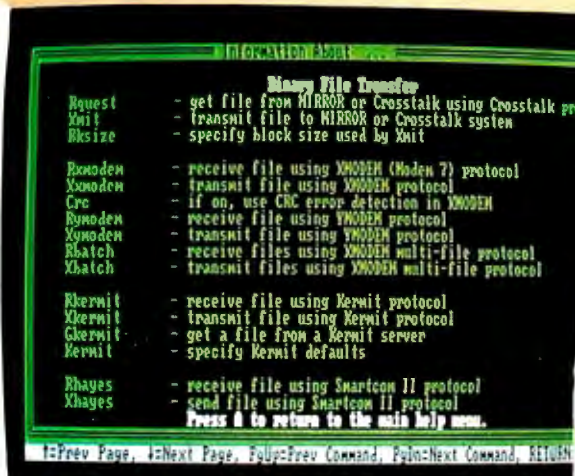 Information About ...
Binary File Transfer
Rquest - get file from MIRROR or Crosstalk using Crosstalk pr
Xmit - transmit file to MIRROR or Crosstalk system
Bksize - specify block size used by Xmit
Rxmodem - receive file using XMODEM (Modem 7) protocol
Xxmodem - transmit file using XMODEM protocol
Crc - if on, use CRC error detection in XMODEM
Rymodem - receive file using YMODEM protocol
Xymodem - transmit file using YMODEM protocol
Rbatch - receive files using XMODEM multi-file protocol
Xbatch - transmit files using XMODEM multi-file protocol
Rkermit - receive file using Kermit protocol
Xkermit - transmit file using Kermit protocol
Gkermit - get a file from a Kermit server
Kermit - specify Kermit defaults
Rhayes - receive file using Smartcom II protocol
Xhayes - send file using Smartcom II protocol
Press A to return to the main help menu.
↑=Prev Page, ↓=Next Page, PgUp=Prev Command, PgDn=Next Command, RETURN